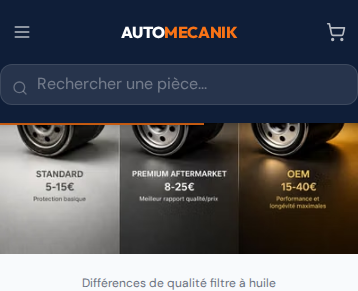 AUTOMECANIK
Rechercher une pièce...
STANDARD
5-15€
Protection basique
PREMIUM AFTERMARKET
8-25€
Meilleur rapport qualité/prix
OEM
15-40€
Performance et
longévité maximales
Différences de qualité filtre à huile